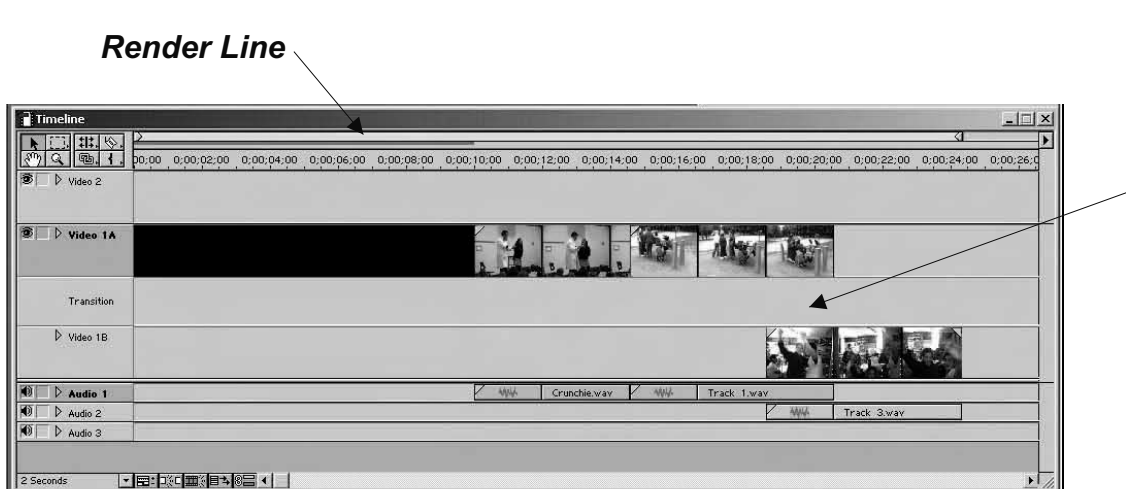 Render Line
Timeline
00;00 0;00;02;00 0;00;04;00 0;00;06;00 0;00;08;00 0;00;10;00 0;00;12;00 0;00;14;00 0;00;16;00 0;00;18;00 0;00;20;00 0;00;22;00 0;00;24;00 0;00;26;0
Video 2
Video 1A
Transition
Video 1B
Audio 1 Crunchie.wav Track 1.wav
Audio 2 Track 3.wav
Audio 3
2 Seconds